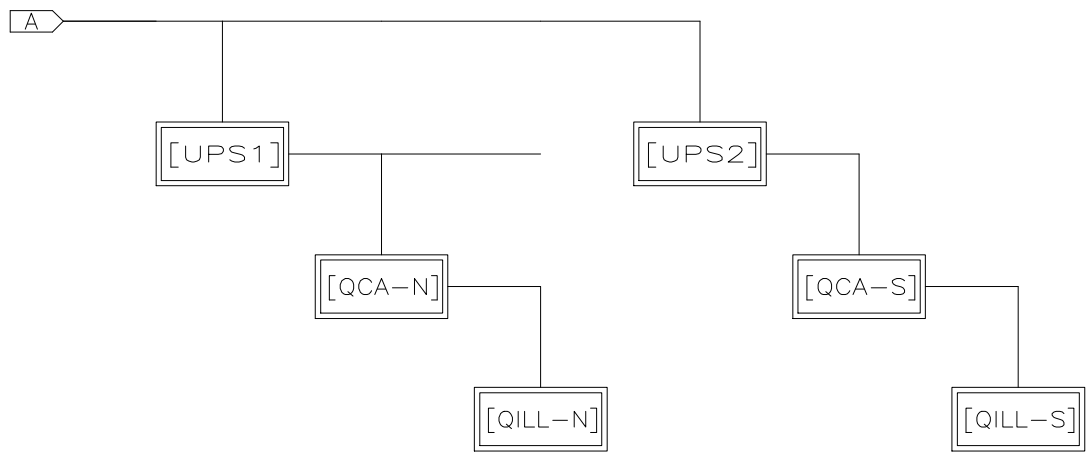 A
[UPS1]
[UPS2]
[QCA-N]
[QCA-S]
[QILL-N]
[QILL-S]